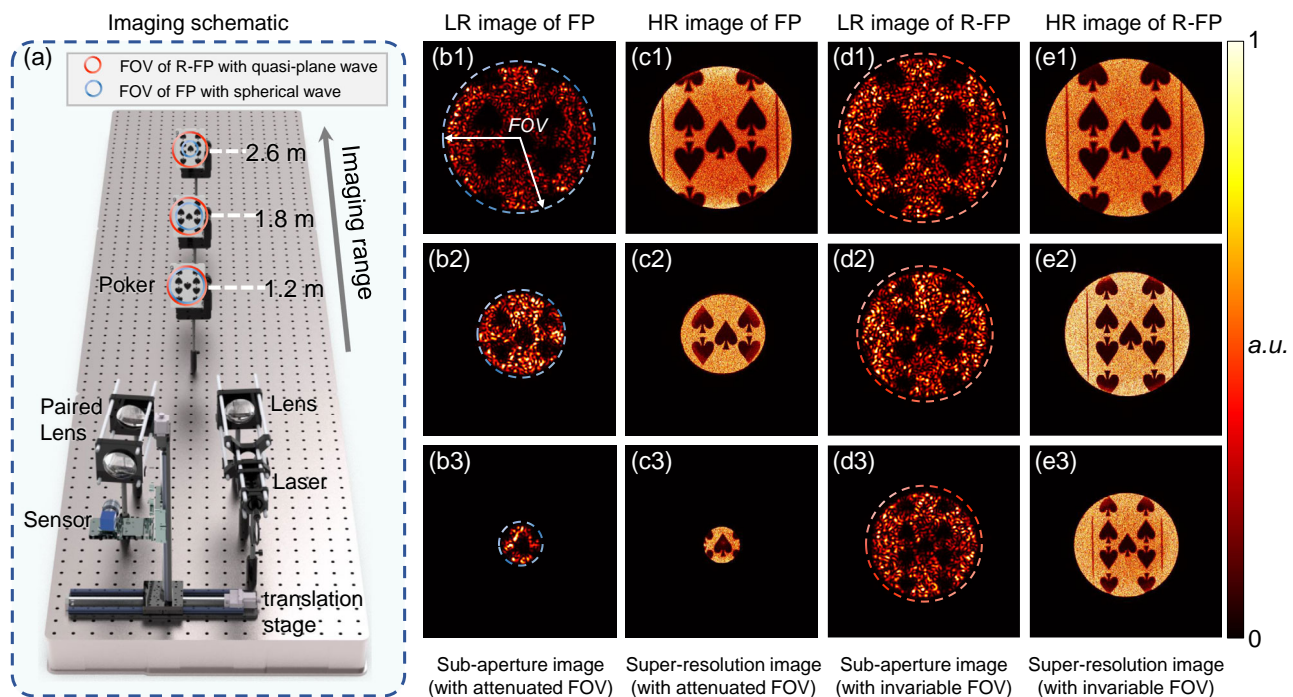 Imaging schematic
LR image of FP
HR image of FP
LR image of R-FP
HR image of R-FP
(a)
FOV of R-FP with quasi-plane wave
FOV of FP with spherical wave
2.6 m
1.8 m
1.2 m
Imaging range
Poker
Paired
Lens
Lens
Laser
Sensor
translation
stage
(b1)
FOV
(c1)
(d1)
(e1)
(b2)
(c2)
(d2)
(e2)
(b3)
(c3)
(d3)
(e3)
1
a.u.
0
Sub-aperture image
(with attenuated FOV)
Super-resolution image
(with attenuated FOV)
Sub-aperture image
(with invariable FOV)
Super-resolution image
(with invariable FOV)